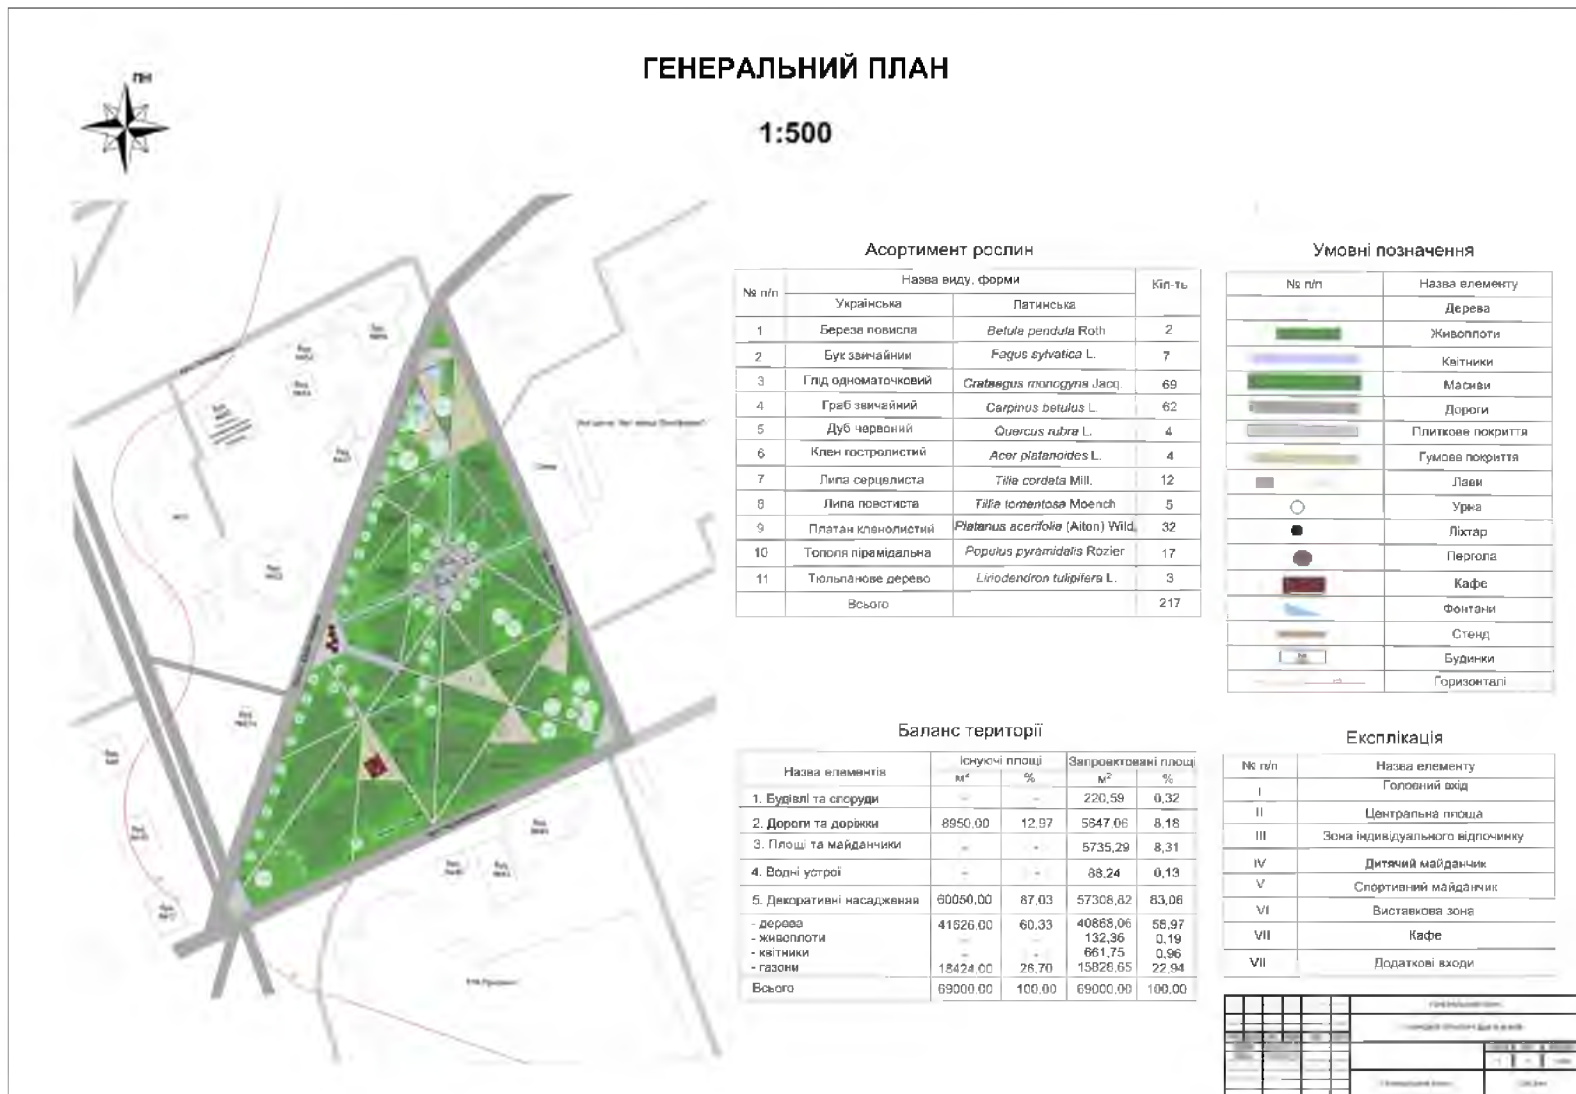 ГЕНЕРАЛЬНИЙ ПЛАН
1:500
ПН
Асортимент рослин
№ п/п Назва виду, форми Кіл-ть
Українська Латинська
1 Береза повисла Betula pendula Roth 2
2 Бук звичайний Fagus sylvatica L. 7
3 Глід одноматочковий Crataegus monogyna Jacq. 69
4 Граб звичайний Carpinus betulus L. 62
5 Дуб червоний Quercus rubra L. 4
6 Клен гостролистий Acer platanoides L. 4
7 Липа серцелиста Tilia cordata Mill. 12
8 Липа повстиста Tillia tomentosa Moench 5
9 Платан кленолистий Platanus acerifolia (Aiton) Wild. 32
10 Тополя пірамідальна Populus pyramidalis Rozier 17
11 Тюльпанове дерево Liriodendron tulipifera L. 3
Всього 217
Умовні позначення
№ п/п Назва елементу
Дерева
Живоплоти
Квітники
Масиви
Дороги
Плиткове покриття
Гумове покриття
Лави
Урна
Ліхтар
Пергола
Кафе
Фонтани
Стенд
Будинки
Горизонталі
Баланс території
Назва елементів Існуючі площі Запроектовані площі
м² % м² %
1. Будівлі та споруди - - 220,59 0,32
2. Дороги та доріжки 8950,00 12,97 5647,06 8,18
3. Площі та майданчики - - 5735,29 8,31
4. Водні устрої - - 88,24 0,13
5. Декоративні насадження 60050,00 87,03 57308,82 83,06
- дерева 41626,00 60,33 40868,06 58,97
- живоплоти - - 132,36 0,19
- квітники - - 661,75 0,96
- газони 18424,00 26,70 15828,65 22,94
Всього 69000,00 100,00 69000,00 100,00
Експлікація
№ п/п Назва елементу
I Головний вхід
II Центральна площа
III Зона індивідуального відпочинку
IV Дитячий майданчик
V Спортивний майданчик
VI Виставкова зона
VII Кафе
VII Додаткові входи